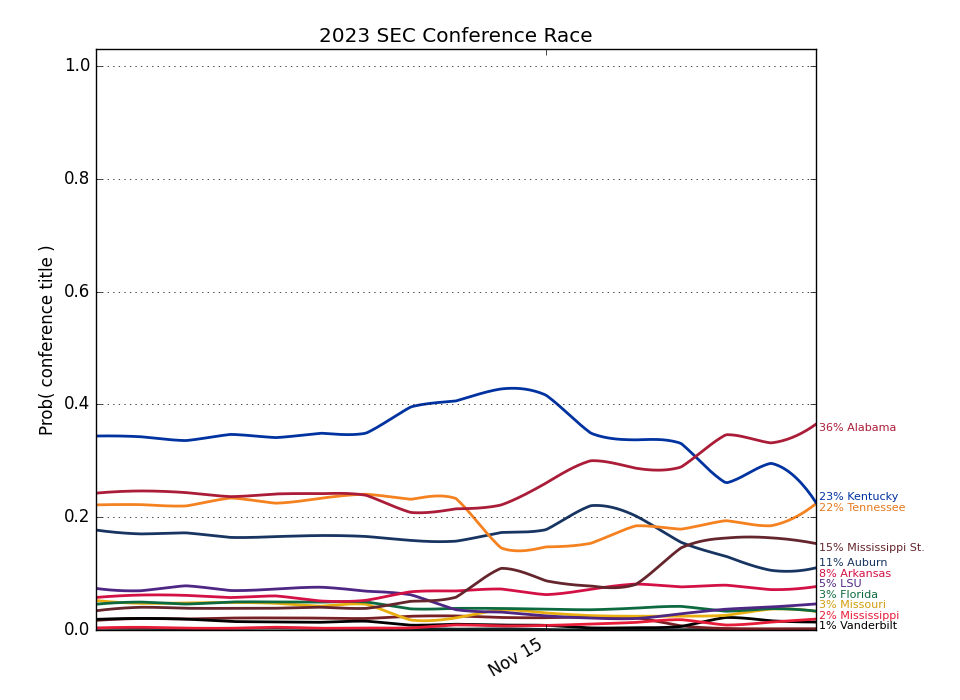 2023 SEC Conference Race
Prob( conference title )
1.0
0.8
0.6
0.4
0.2
0.0
Nov 15
36% Alabama
23% Kentucky
22% Tennessee
15% Mississippi St.
11% Auburn
8% Arkansas
5% LSU
3% Florida
3% Missouri
2% Mississippi
1% Vanderbilt